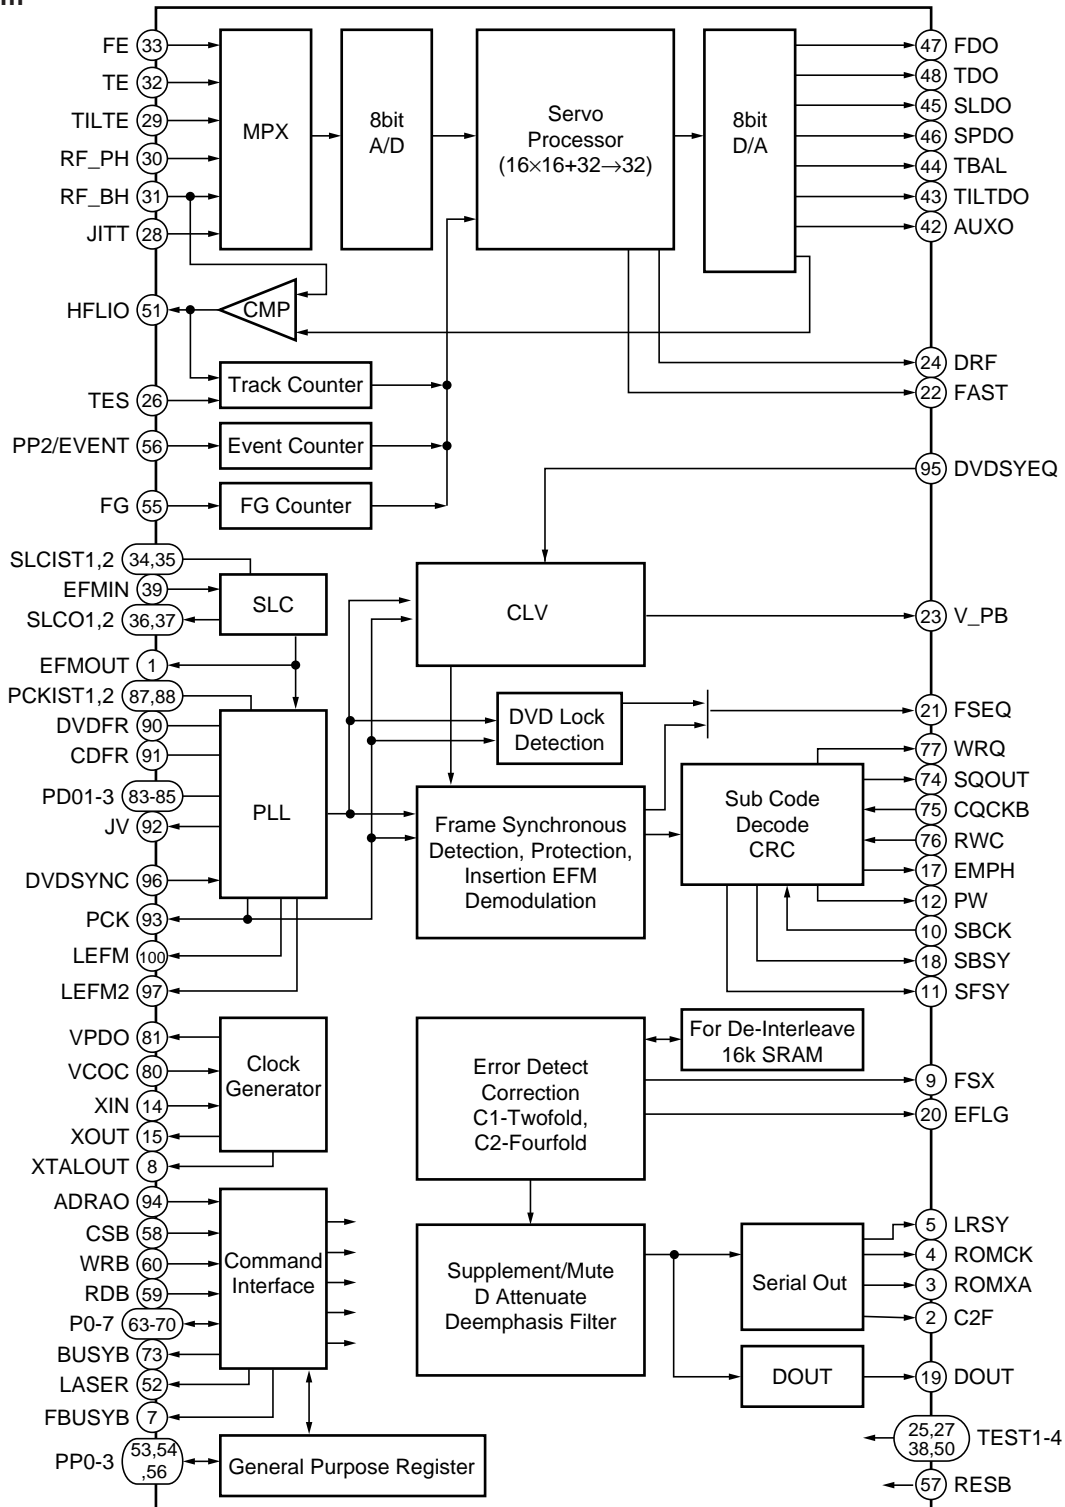 FE 33
TE 32
TILTE 29
RF_PH 30
RF_BH 31
JITT 28
MPX
8bit
A/D
Servo
Processor
(16×16+32→32)
8bit
D/A
47 FDO
48 TDO
45 SLDO
46 SPDO
44 TBAL
43 TILTDO
42 AUXO
HFLIO 51
CMP
TES 26
Track Counter
PP2/EVENT 56
Event Counter
FG 55
FG Counter
24 DRF
22 FAST
95 DVDSYEQ
SLCIST1,2 34,35
EFMIN 39
SLCO1,2 36,37
SLC
EFMOUT 1
CLV
23 V_PB
PCKIST1,2 87,88
DVDFR 90
CDFR 91
PD01-3 83-85
JV 92
DVDSYNC 96
PCK 93
LEFM 100
LEFM2 97
PLL
DVD Lock
Detection
21 FSEQ
Frame Synchronous
Detection, Protection,
Insertion EFM
Demodulation
Sub Code
Decode
CRC
77 WRQ
74 SQOUT
75 CQCKB
76 RWC
17 EMPH
12 PW
10 SBCK
18 SBSY
11 SFSY
VPDO 81
VCOC 80
XIN 14
XOUT 15
XTALOUT 8
Clock
Generator
Error Detect
Correction
C1-Twofold,
C2-Fourfold
For De-Interleave
16k SRAM
9 FSX
20 EFLG
ADRAO 94
CSB 58
WRB 60
RDB 59
P0-7 63-70
BUSYB 73
LASER 52
FBUSYB 7
Command
Interface
Supplement/Mute
D Attenuate
Deemphasis Filter
Serial Out
5 LRSY
4 ROMCK
3 ROMXA
2 C2F
DOUT
19 DOUT
PP0-3 53,54
,56
General Purpose Register
25,27
38,50 TEST1-4
57 RESB